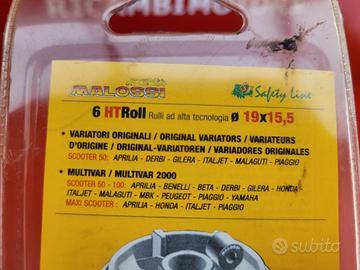 RICAMBI
MALOSSI
Safety Line
6 HTRoll Rulli ad alta tecnologia ø 19x15,5
• VARIATORI ORIGINALI / ORIGINAL VARIATORS / VARIATEURS
D'ORIGINE / ORIGINAL-VARIATOREN / VARIADORES ORIGINALES
SCOOTER 50: APRILIA - DERBI - GILERA - ITALJET - MALAGUTI - PIAGGIO
• MULTIVAR / MULTIVAR 2000
SCOOTER 50 - 100: APRILIA - BENELLI - BETA - DERBI - GILERA - HONDA -
ITALJET - MALAGUTI - MBK - PEUGEOT - PIAGGIO - YAMAHA
MAXI SCOOTER: APRILIA - HONDA - ITALJET - PIAGGIO
subito